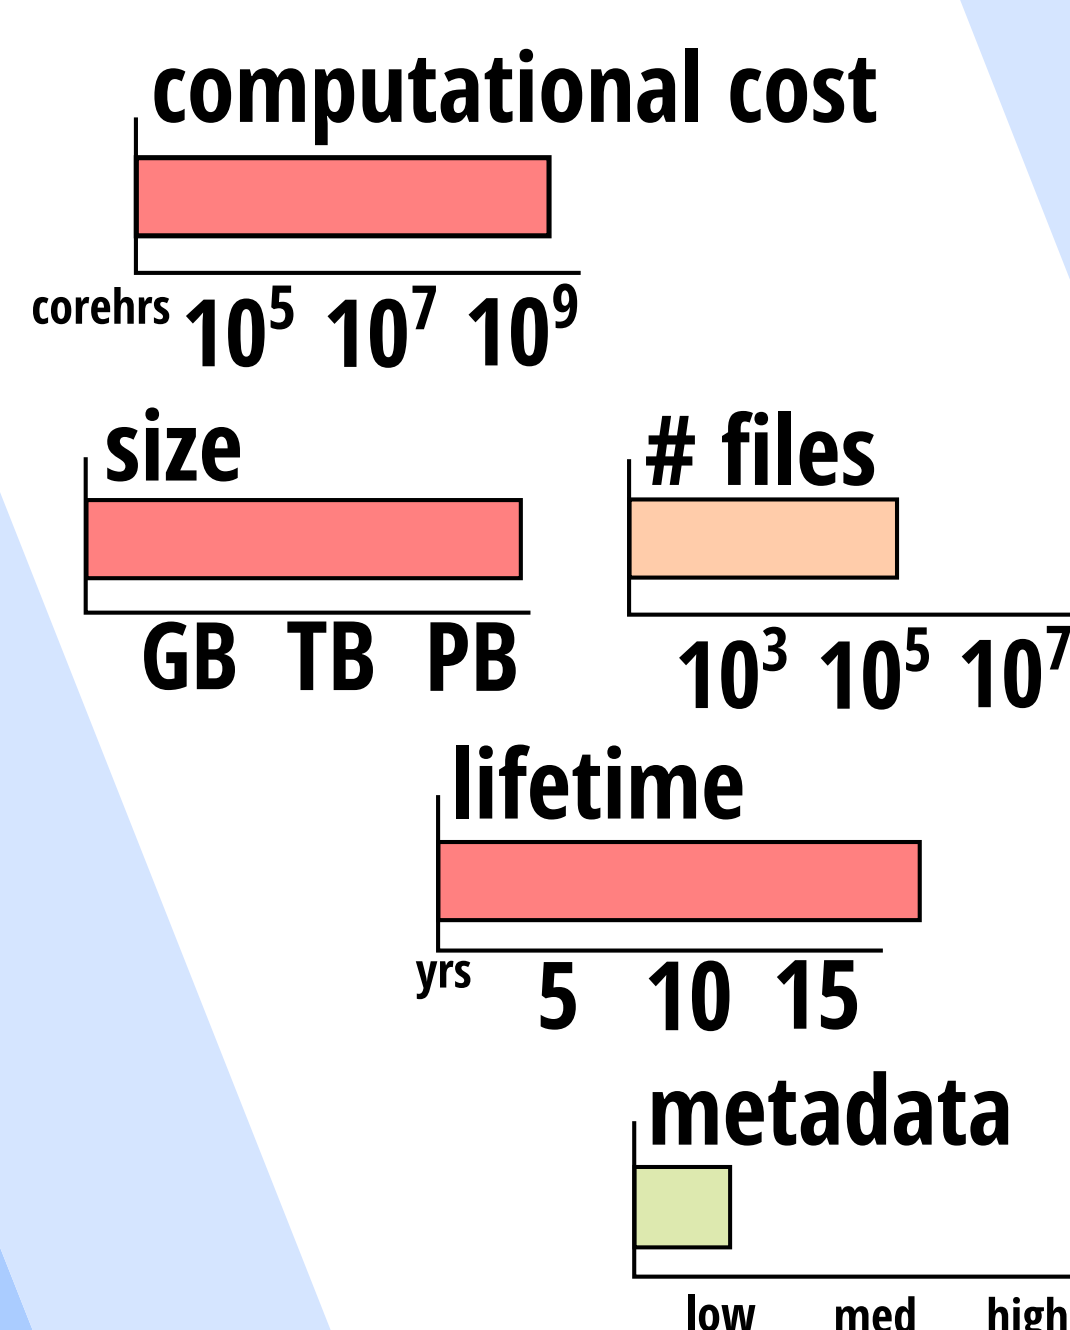 computational cost
corehrs 10⁵ 10⁷ 10⁹
size
GB TB PB
# files
10³ 10⁵ 10⁷
lifetime
yrs 5 10 15
metadata
low med high